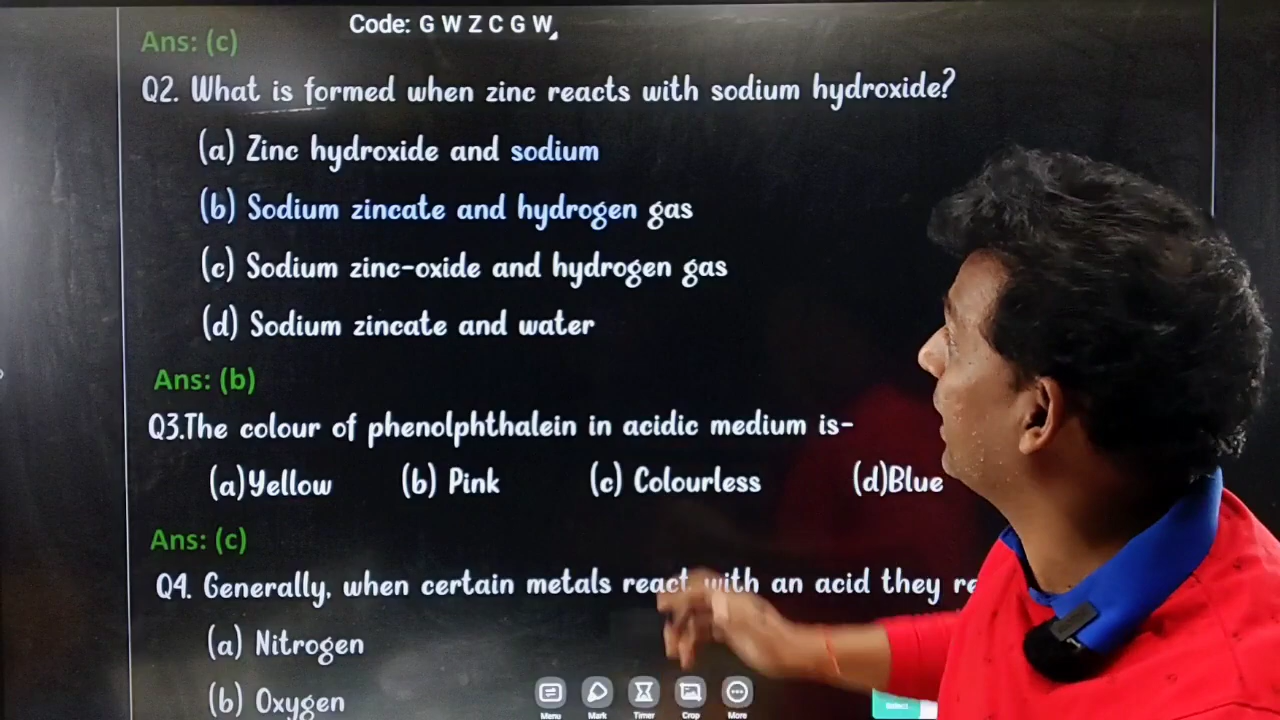 Code: G W Z C G W
Ans: (c)
Q2. What is formed when zinc reacts with sodium hydroxide?
(a) Zinc hydroxide and sodium
(b) Sodium zincate and hydrogen gas
(c) Sodium zinc-oxide and hydrogen gas
(d) Sodium zincate and water
Ans: (b)
Q3.The colour of phenolphthalein in acidic medium is-
(a)Yellow (b) Pink (c) Colourless (d)Blue
Ans: (c)
Q4. Generally, when certain metals react with an acid they re
(a) Nitrogen
(b) Oxygen
Menu Mark Timer Crop More
Select